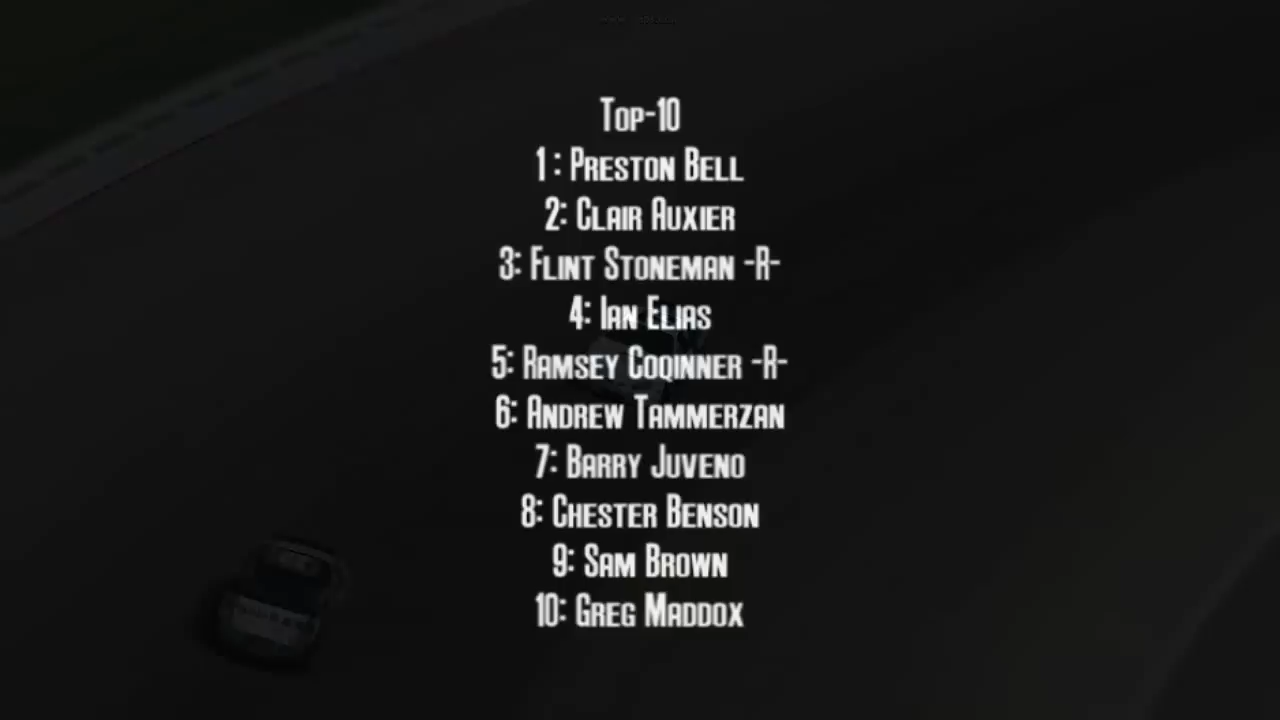 Top-10
1: Preston Bell
2: Clair Auxier
3: Flint Stoneman -R-
4: Ian Elias
5: Ramsey Coqinner -R-
6: Andrew Tammerzan
7: Barry Juveno
8: Chester Benson
9: Sam Brown
10: Greg Maddox